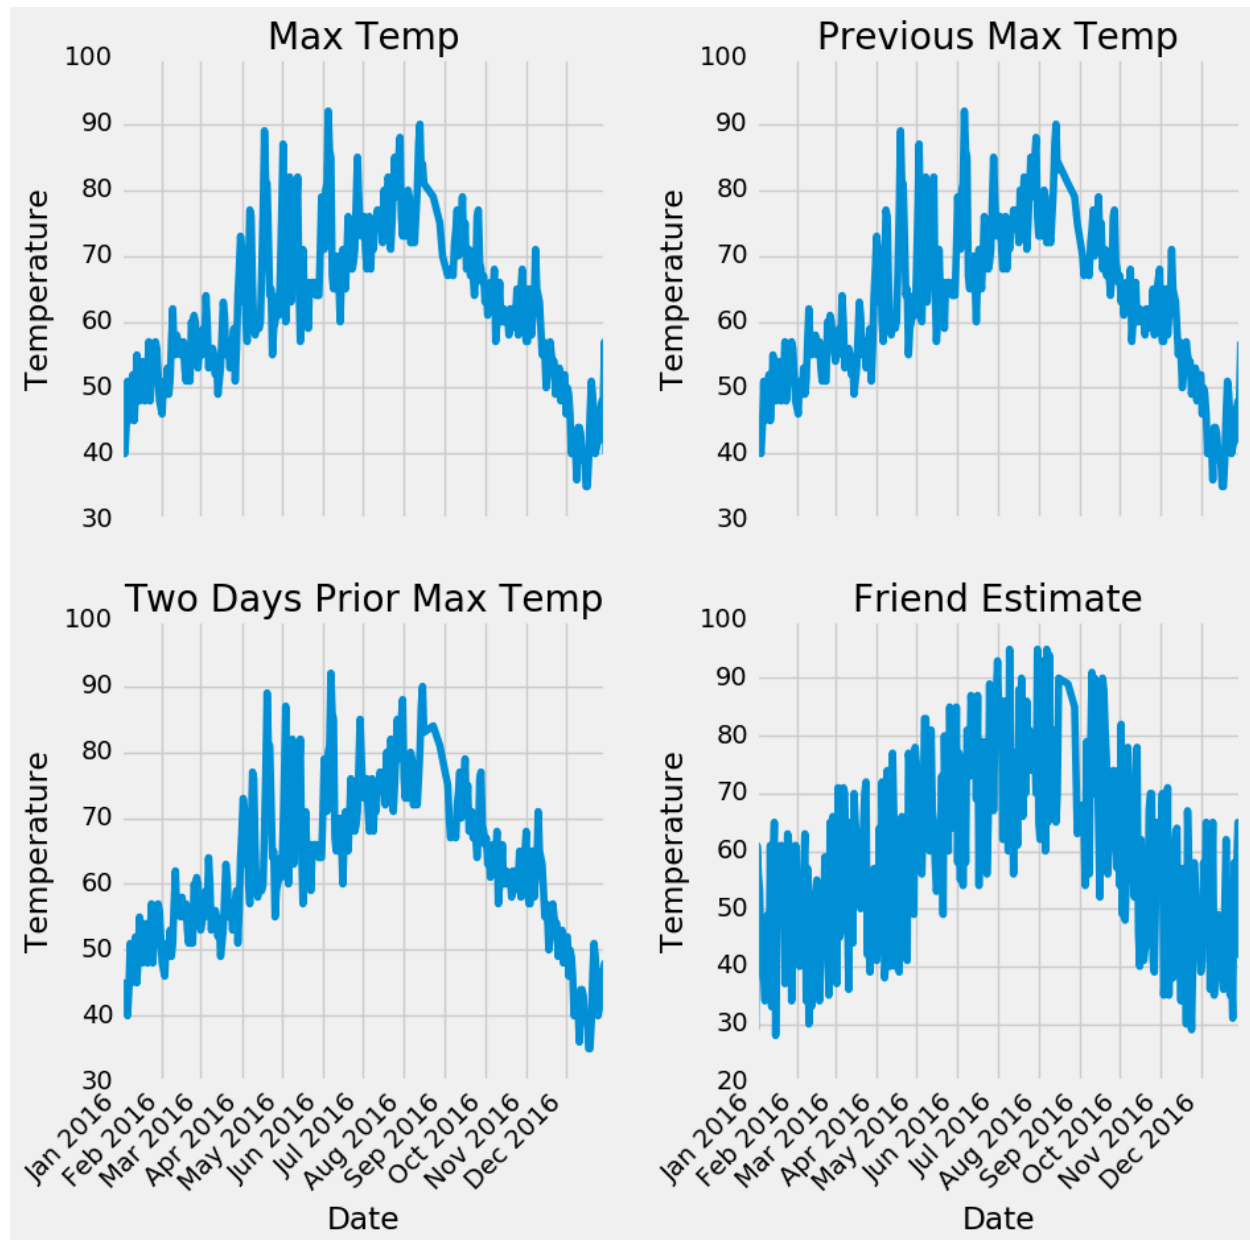 Max Temp
100
90
80
70
60
50
40
30
Temperature
Previous Max Temp
100
90
80
70
60
50
40
30
Temperature
Two Days Prior Max Temp
100
90
80
70
60
50
40
30
Temperature
Jan 2016
Feb 2016
Mar 2016
Apr 2016
May 2016
Jun 2016
Jul 2016
Aug 2016
Sep 2016
Oct 2016
Nov 2016
Dec 2016
Date
Friend Estimate
100
90
80
70
60
50
40
30
20
Temperature
Jan 2016
Feb 2016
Mar 2016
Apr 2016
May 2016
Jun 2016
Jul 2016
Aug 2016
Sep 2016
Oct 2016
Nov 2016
Dec 2016
Date